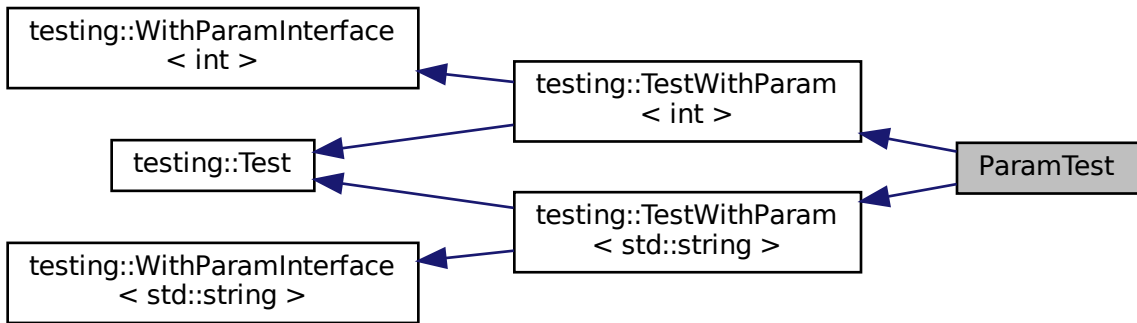 testing::WithParamInterface
< int >
testing::Test
testing::WithParamInterface
< std::string >
testing::TestWithParam
< int >
testing::TestWithParam
< std::string >
ParamTest